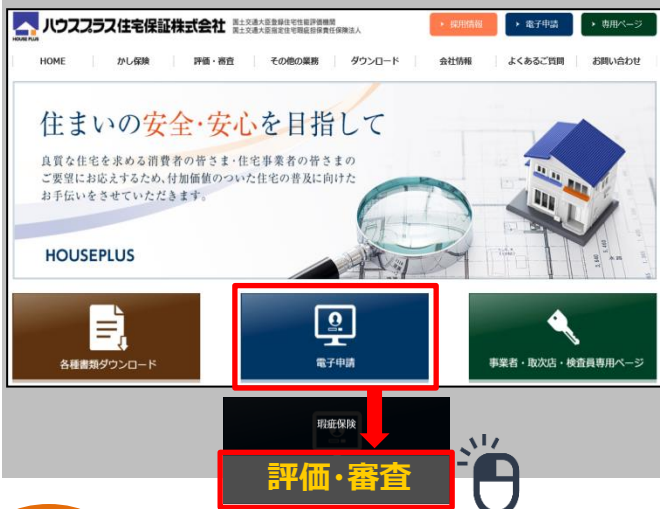 ハウスプラス住宅保証株式会社
国土交通大臣登録住宅性能評価機関
国土交通大臣指定住宅瑕疵担保責任保険法人
HOUSE PLUS
採用情報
電子申請
専用ページ
HOME
かし保険
評価・審査
その他の業務
ダウンロード
会社情報
よくあるご質問
お問い合わせ
住まいの安全・安心を目指して
良質な住宅を求める消費者の皆さま・住宅事業者の皆さまの
ご要望にお応えするため、付加価値のついた住宅の普及に向けた
お手伝いをさせていただきます。
HOUSEPLUS
各種書類ダウンロード
電子申請
事業者・取次店・検査員専用ページ
瑕疵保険
評価・審査